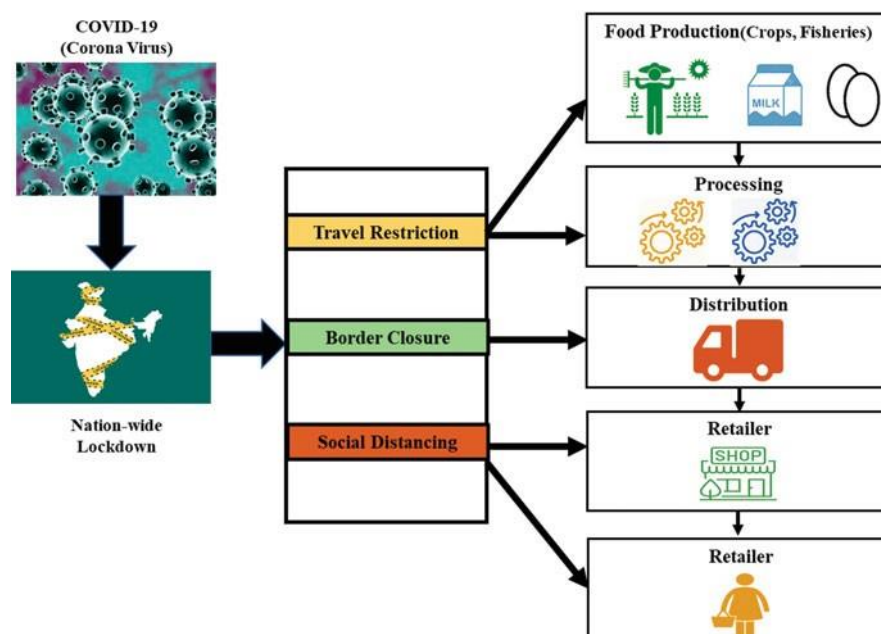 COVID-19
(Corona Virus)
Nation-wide
Lockdown
Travel Restriction
Border Closure
Social Distancing
Food Production(Crops, Fisheries)
MILK
Processing
Distribution
Retailer
SHOP
Retailer